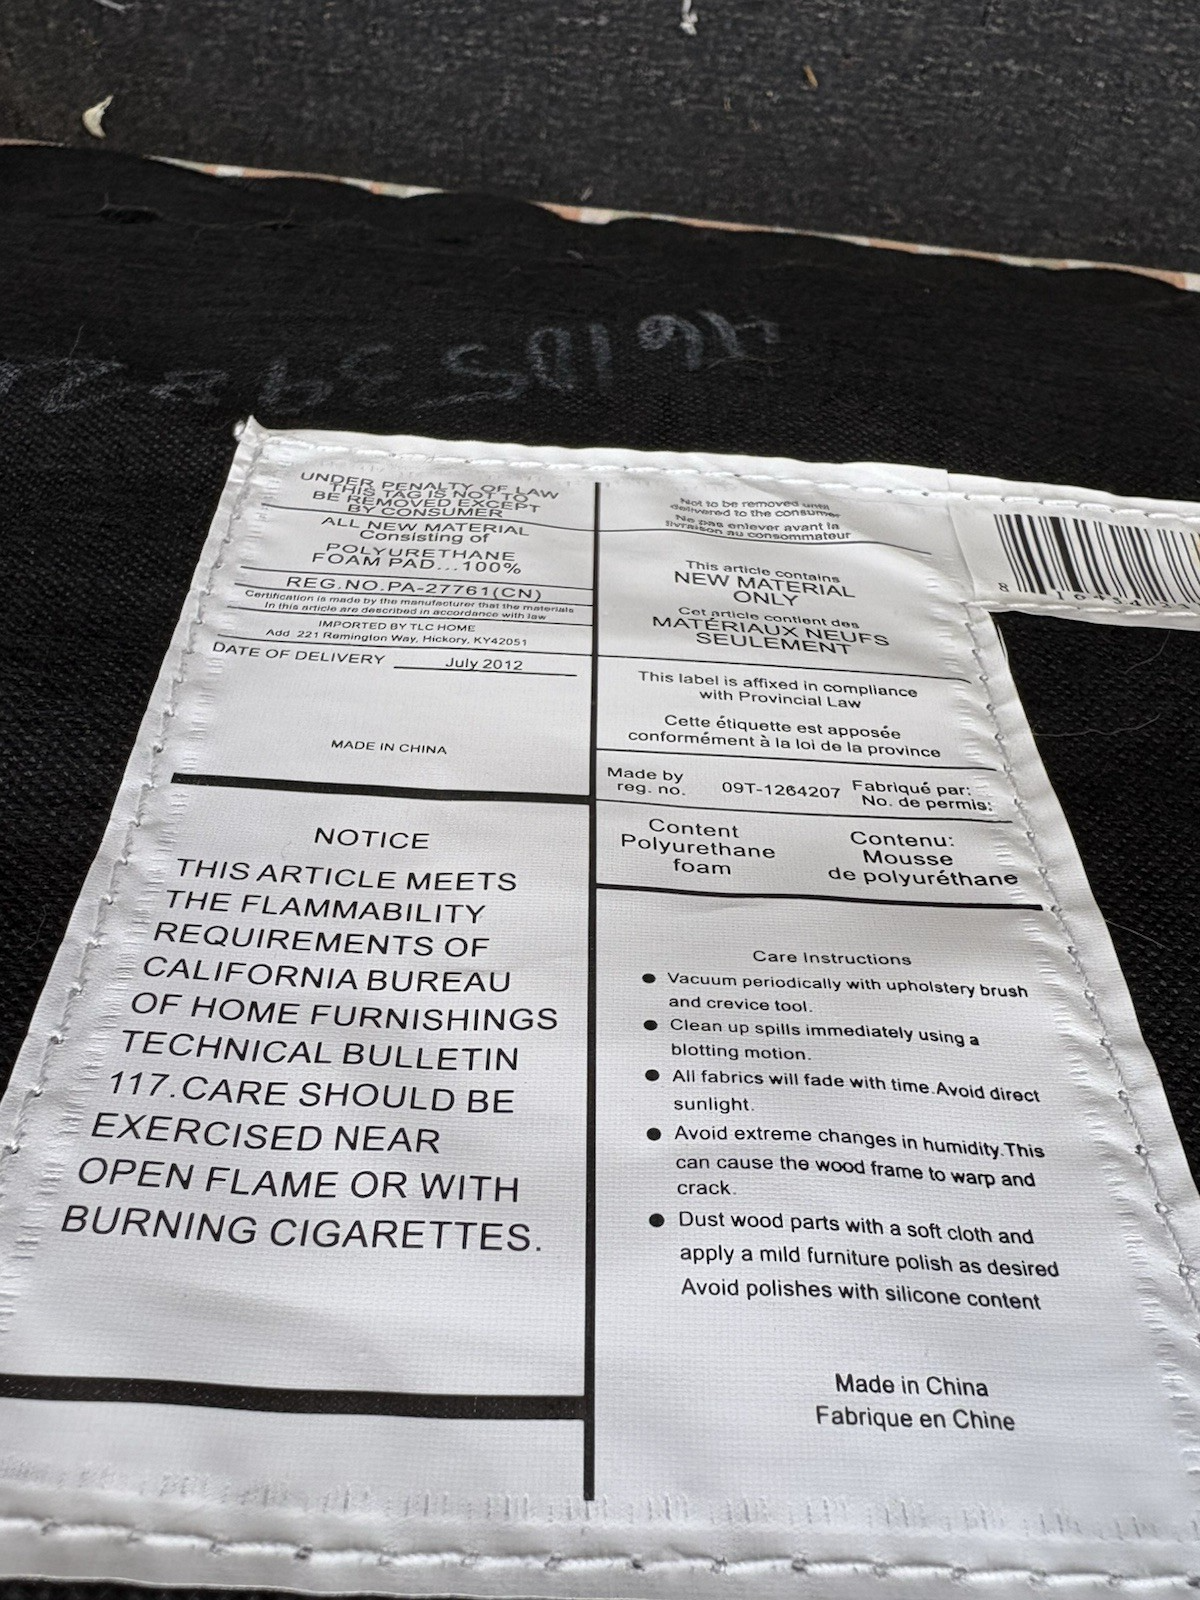 UNDER PENALTY OF LAW
THIS TAG IS NOT TO
BE REMOVED EXCEPT
BY CONSUMER
ALL NEW MATERIAL
Consisting of
POLYURETHANE
FOAM PAD...100%
REG.NO.PA-27761(CN)
Certification is made by the manufacturer that the materials
In this article are described in accordance with law
IMPORTED BY TLC HOME
Add 221 Remington Way, Hickory, KY42051
DATE OF DELIVERY July 2012
MADE IN CHINA
NOTICE
THIS ARTICLE MEETS
THE FLAMMABILITY
REQUIREMENTS OF
CALIFORNIA BUREAU
OF HOME FURNISHINGS
TECHNICAL BULLETIN
117.CARE SHOULD BE
EXERCISED NEAR
OPEN FLAME OR WITH
BURNING CIGARETTES.
Not to be removed until
delivered to the consumer
Ne pas enlever avant la
livraison au consommateur
This article contains
NEW MATERIAL
ONLY
Cet article contient des
MATÉRIAUX NEUFS
SEULEMENT
This label is affixed in compliance
with Provincial Law
Cette étiquette est apposée
conformément à la loi de la province
Made by
reg. no.
09T-1264207
Fabriqué par:
No. de permis:
Content
Polyurethane
foam
Contenu:
Mousse
de polyuréthane
Care Instructions
● Vacuum periodically with upholstery brush
and crevice tool.
● Clean up spills immediately using a
blotting motion.
● All fabrics will fade with time.Avoid direct
sunlight.
● Avoid extreme changes in humidity.This
can cause the wood frame to warp and
crack.
● Dust wood parts with a soft cloth and
apply a mild furniture polish as desired
Avoid polishes with silicone content
Made in China
Fabrique en Chine